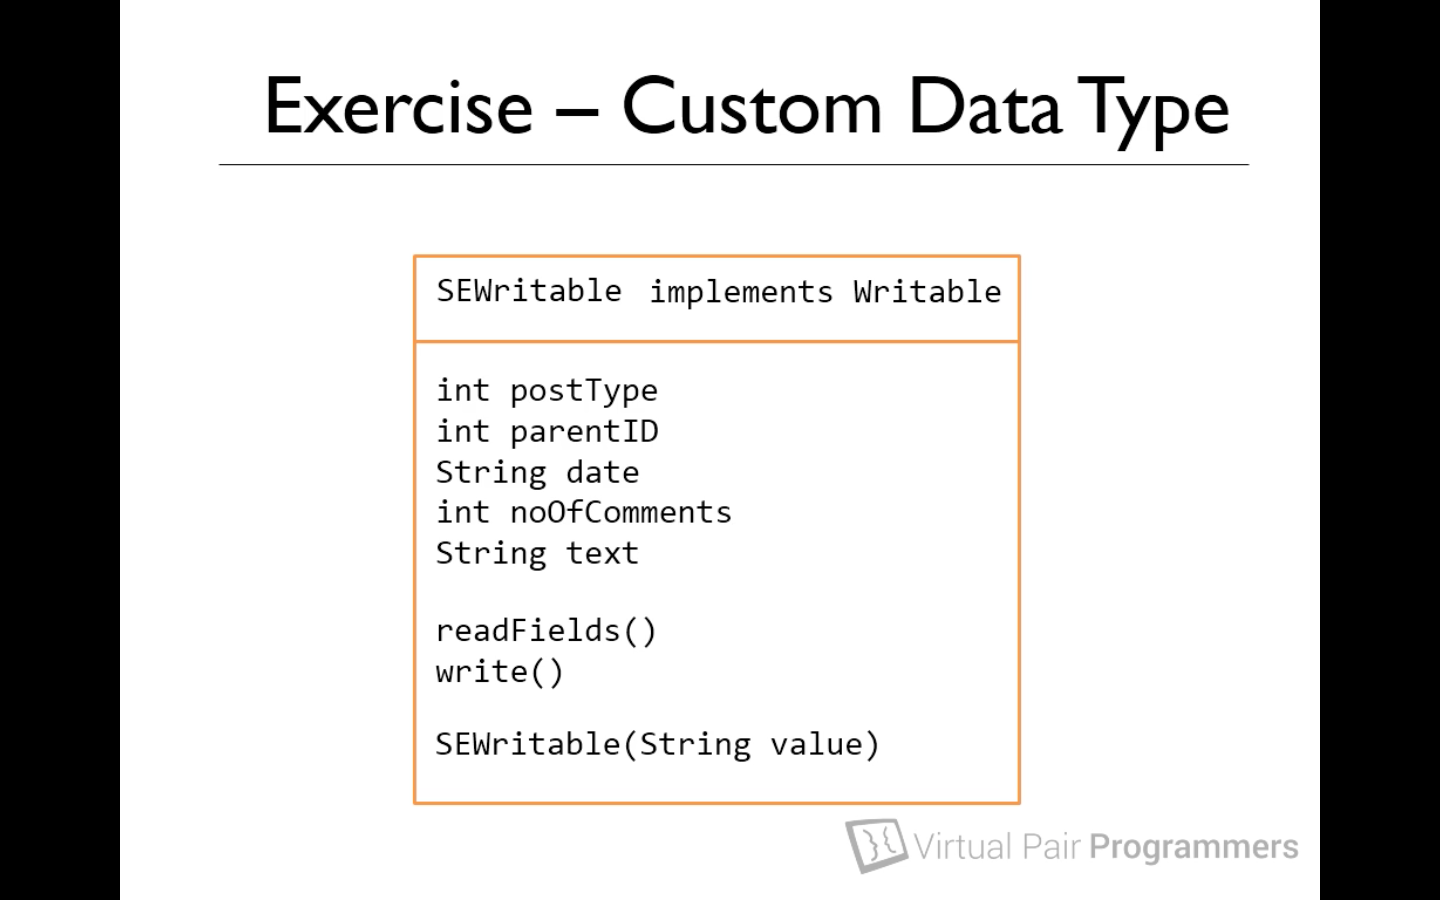 Exercise – Custom Data Type
SEWritable implements Writable
int postType
int parentID
String date
int noOfComments
String text
readFields()
write()
SEWritable(String value)
Virtual Pair Programmers